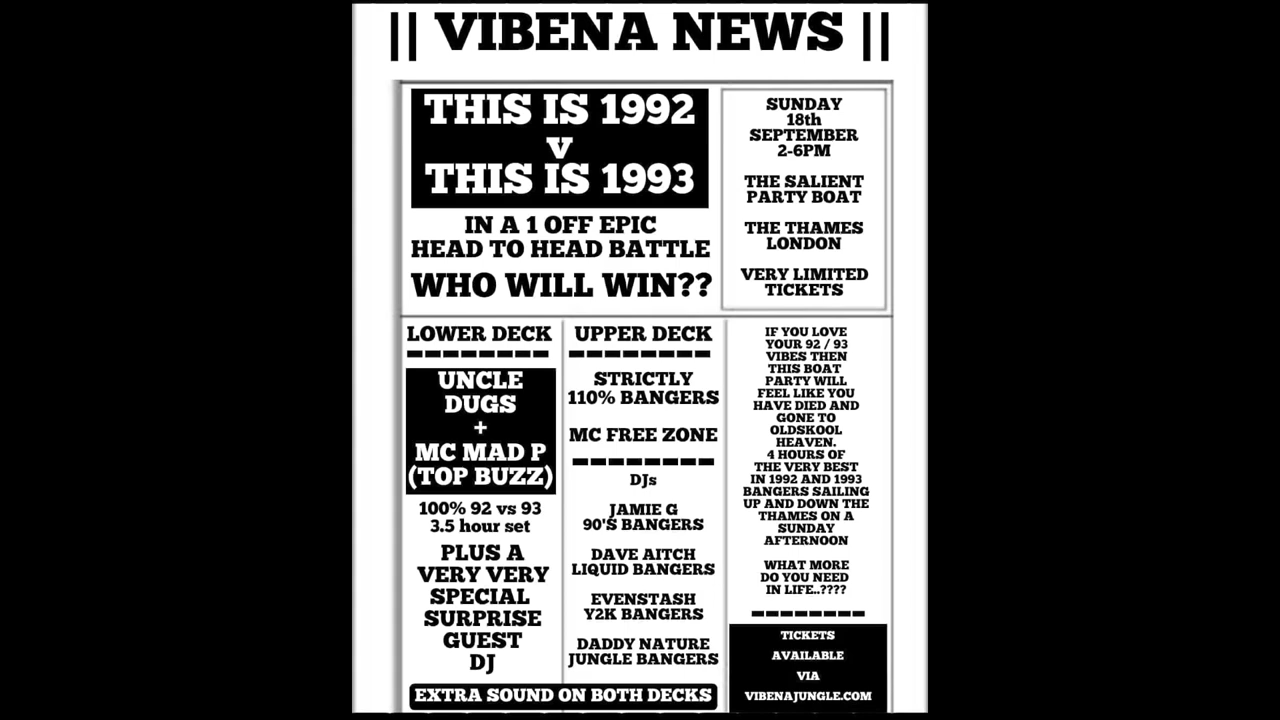 || VIBENA NEWS ||
THIS IS 1992
v
THIS IS 1993
IN A 1 OFF EPIC
HEAD TO HEAD BATTLE
WHO WILL WIN??
SUNDAY
18th
SEPTEMBER
2-6PM
THE SALIENT
PARTY BOAT
THE THAMES
LONDON
VERY LIMITED
TICKETS
LOWER DECK
--------
UNCLE
DUGS
+
MC MAD P
(TOP BUZZ)
100% 92 vs 93
3.5 hour set
PLUS A
VERY VERY
SPECIAL
SURPRISE
GUEST
DJ
UPPER DECK
--------
STRICTLY
110% BANGERS
MC FREE ZONE
--------
DJs
JAMIE G
90'S BANGERS
DAVE AITCH
LIQUID BANGERS
EVENSTASH
Y2K BANGERS
DADDY NATURE
JUNGLE BANGERS
EXTRA SOUND ON BOTH DECKS
IF YOU LOVE
YOUR 92 / 93
VIBES THEN
THIS BOAT
PARTY WILL
FEEL LIKE YOU
HAVE DIED AND
GONE TO
OLDSKOOL
HEAVEN.
4 HOURS OF
THE VERY BEST
IN 1992 AND 1993
BANGERS SAILING
UP AND DOWN THE
THAMES ON A
SUNDAY
AFTERNOON
WHAT MORE
DO YOU NEED
IN LIFE..????
--------
TICKETS
AVAILABLE
VIA
VIBENAJUNGLE.COM